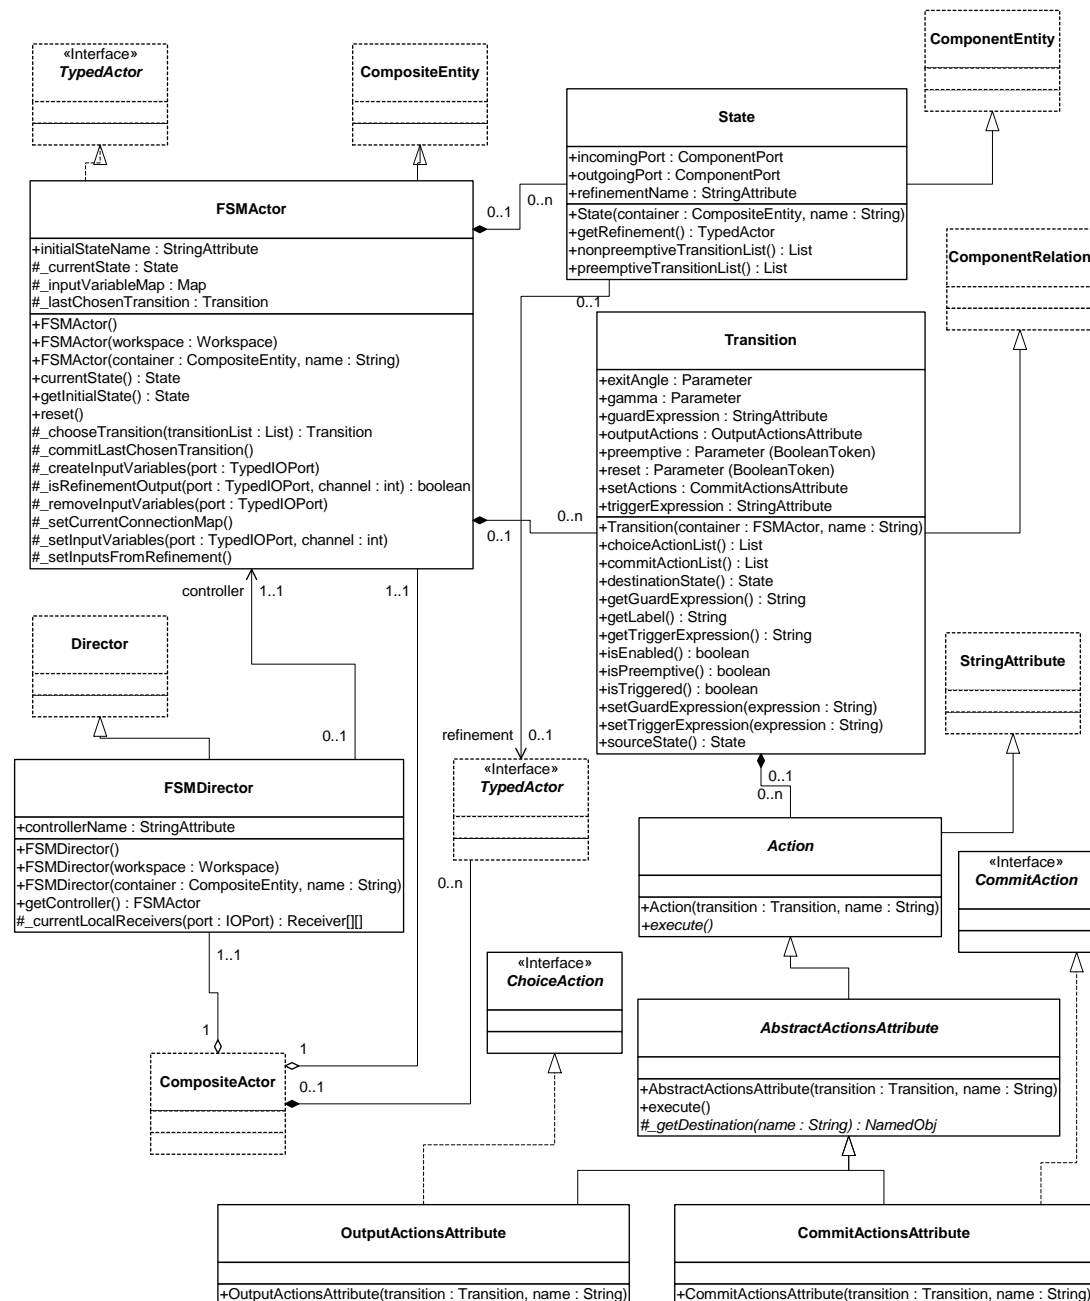 «Interface»
TypedActor
CompositeEntity
ComponentEntity
State
+incomingPort : ComponentPort
+outgoingPort : ComponentPort
+refinementName : StringAttribute
+State(container : CompositeEntity, name : String)
+getRefinement() : TypedActor
+nonpreemptiveTransitionList() : List
+preemptiveTransitionList() : List
0..1
0..n
0..1
FSMActor
+initialStateName : StringAttribute
#_currentState : State
#_inputVariableMap : Map
#_lastChosenTransition : Transition
+FSMActor()
+FSMActor(workspace : Workspace)
+FSMActor(container : CompositeEntity, name : String)
+currentState() : State
+getInitialState() : State
+reset()
#_chooseTransition(transitionList : List) : Transition
#_commitLastChosenTransition()
#_createInputVariables(port : TypedIOPort)
#_isRefinementOutput(port : TypedIOPort, channel : int) : boolean
#_removeInputVariables(port : TypedIOPort)
#_setCurrentConnectionMap()
#_setInputVariables(port : TypedIOPort, channel : int)
#_setInputsFromRefinement()
ComponentRelation
Transition
+exitAngle : Parameter
+gamma : Parameter
+guardExpression : StringAttribute
+outputActions : OutputActionsAttribute
+preemptive : Parameter (BooleanToken)
+reset : Parameter (BooleanToken)
+setActions : CommitActionsAttribute
+triggerExpression : StringAttribute
+Transition(container : FSMActor, name : String)
+choiceActionList() : List
+commitActionList() : List
+destinationState() : State
+getGuardExpression() : String
+getLabel() : String
+getTriggerExpression() : String
+isEnabled() : boolean
+isPreemptive() : boolean
+isTriggered() : boolean
+setGuardExpression(expression : String)
+setTriggerExpression(expression : String)
+sourceState() : State
0..n
0..1
controller
1..1
1..1
Director
StringAttribute
0..1
refinement
0..1
«Interface»
TypedActor
0..1
0..n
FSMDirector
+controllerName : StringAttribute
+FSMDirector()
+FSMDirector(workspace : Workspace)
+FSMDirector(container : CompositeEntity, name : String)
+getController() : FSMActor
#_currentLocalReceivers(port : IOPort) : Receiver[][]
Action
+Action(transition : Transition, name : String)
+execute()
«Interface»
CommitAction
0..n
1..1
«Interface»
ChoiceAction
AbstractActionsAttribute
+AbstractActionsAttribute(transition : Transition, name : String)
+execute()
#_getDestination(name : String) : NamedObj
1
1
0..1
CompositeActor
OutputActionsAttribute
+OutputActionsAttribute(transition : Transition, name : String)
CommitActionsAttribute
+CommitActionsAttribute(transition : Transition, name : String)